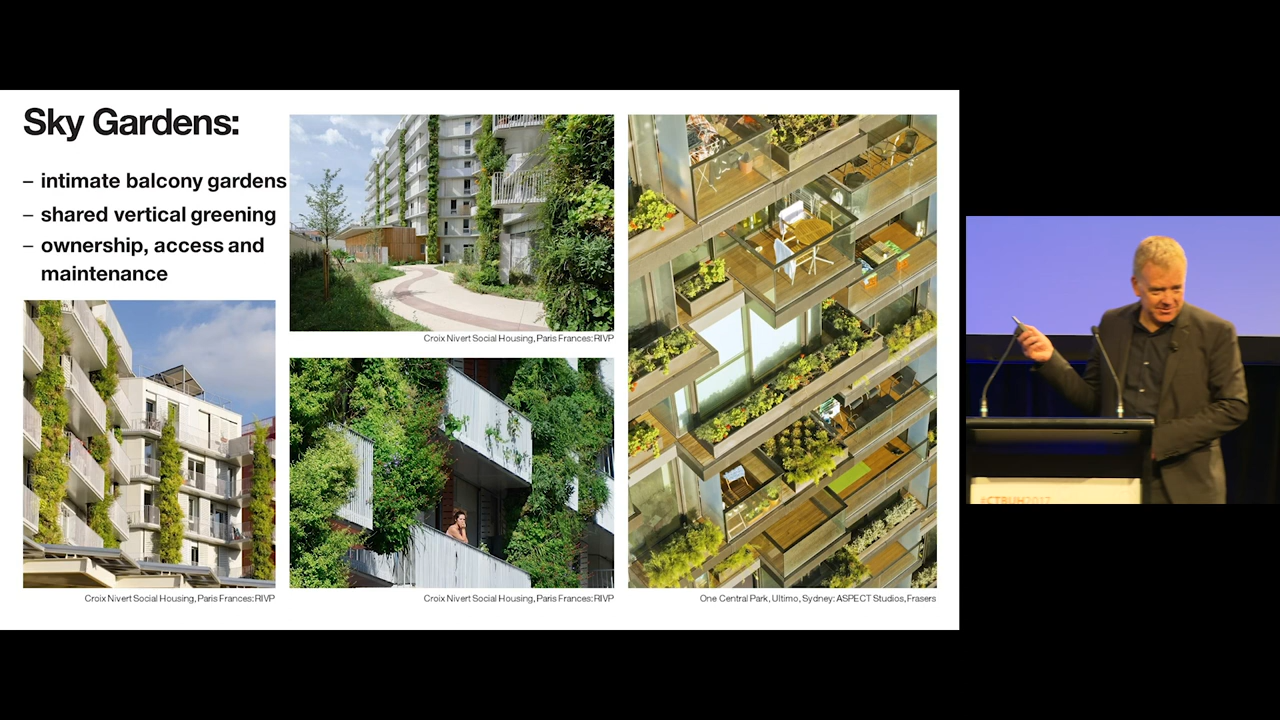 Sky Gardens:
– intimate balcony gardens
– shared vertical greening
– ownership, access and
maintenance
Croix Nivert Social Housing, Paris Frances: RIVP
Croix Nivert Social Housing, Paris Frances: RIVP
Croix Nivert Social Housing, Paris Frances: RIVP
One Central Park, Ultimo, Sydney: ASPECT Studios, Frasers
#CTBUH2017